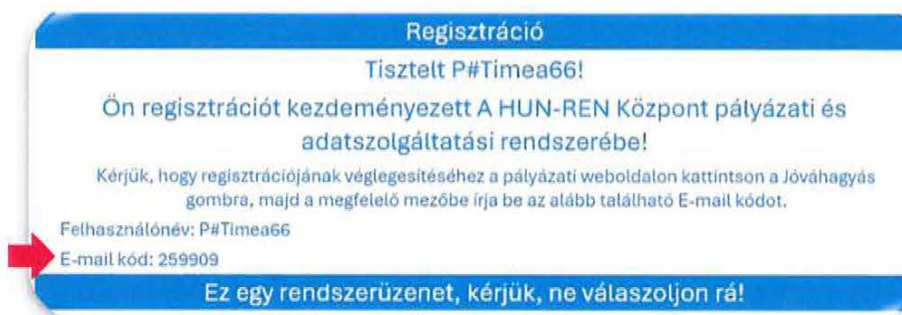 Regisztráció
Tisztelt P#Timea66!
Ön regisztrációt kezdeményezett A HUN-REN Központ pályázati és
adatszolgáltatási rendszerébe!
Kérjük, hogy regisztrációjának véglegesítéséhez a pályázati weboldalon kattintson a Jóváhagyás
gombra, majd a megfelelő mezőbe írja be az alább található E-mail kódot.
Felhasználónév: P#Timea66
E-mail kód: 259909
Ez egy rendszerüzenet, kérjük, ne válaszoljon rá!